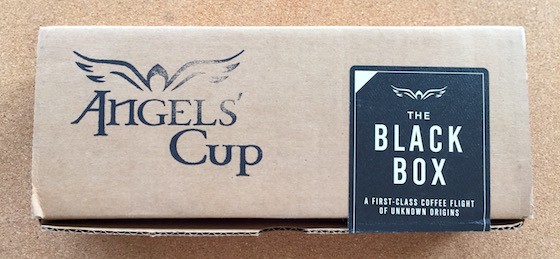 ANGELS'
Cup
THE
BLACK
BOX
A FIRST-CLASS COFFEE FLIGHT
OF UNKNOWN ORIGINS